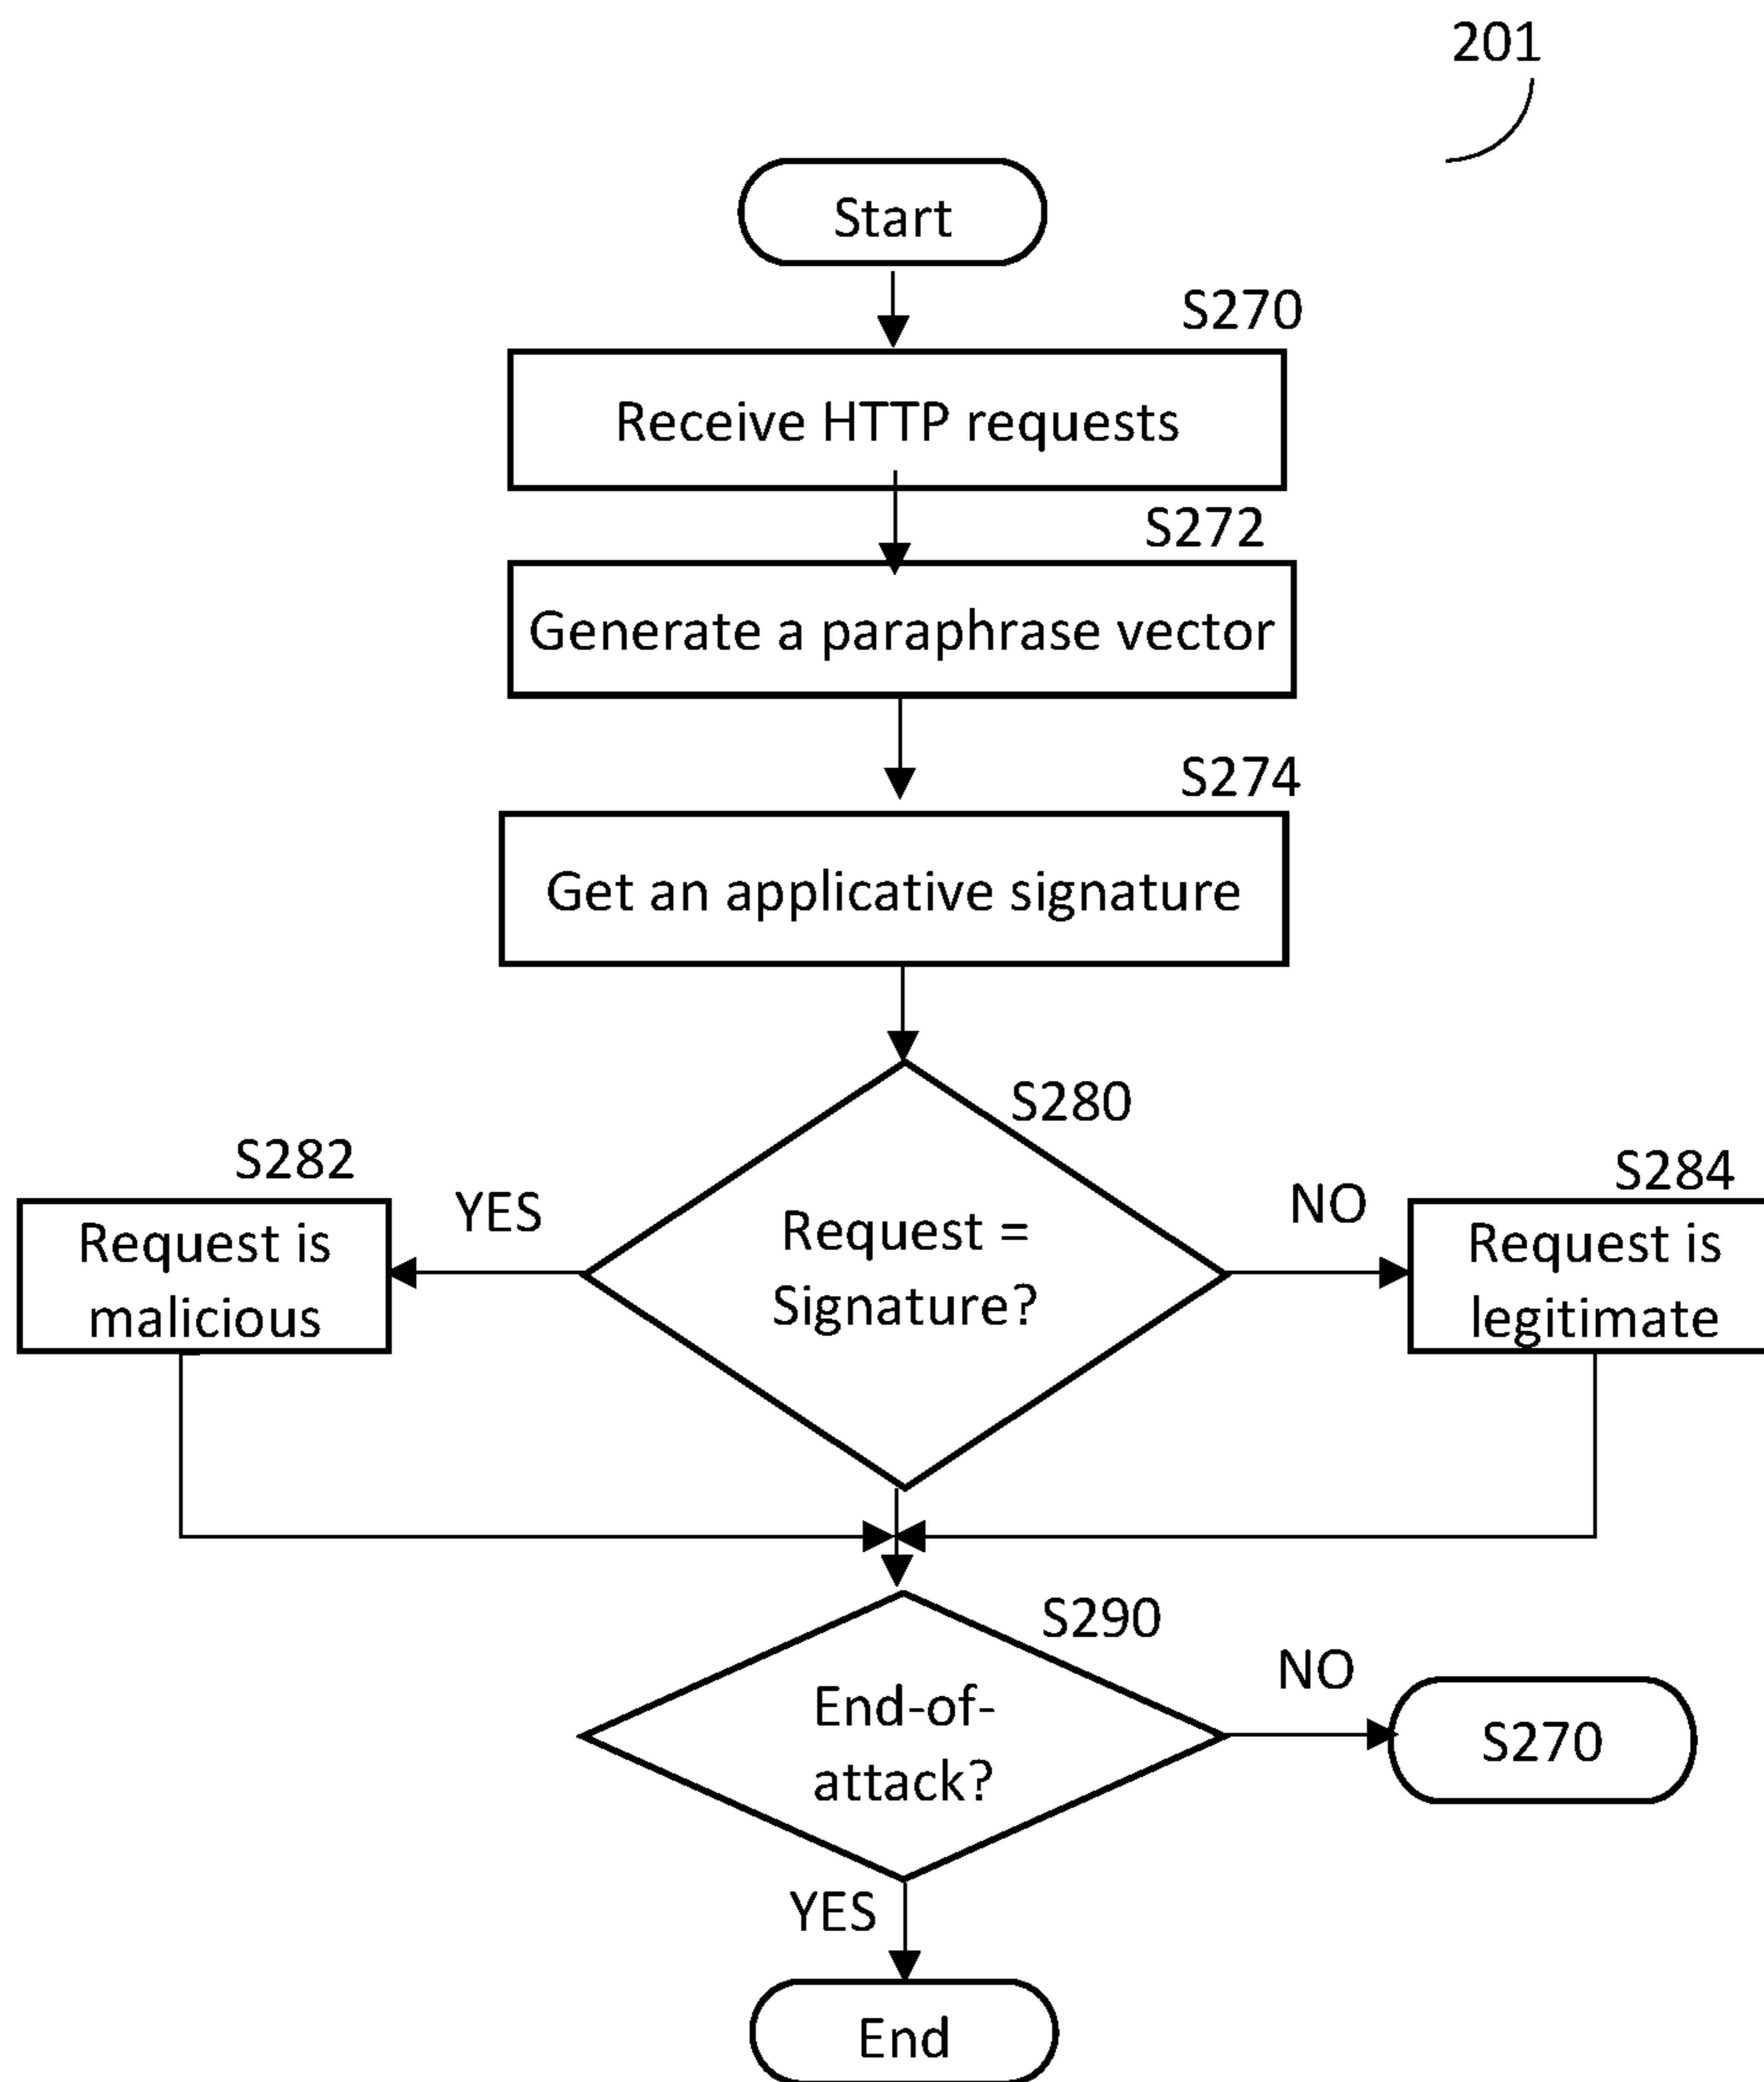 201
Start
S270
Receive HTTP requests
S272
Generate a paraphrase vector
S274
Get an applicative signature
S280
S282
S284
YES
NO
Request is
malicious
Request =
Signature?
Request is
legitimate
S290
NO
End-of-
attack?
S270
YES
End